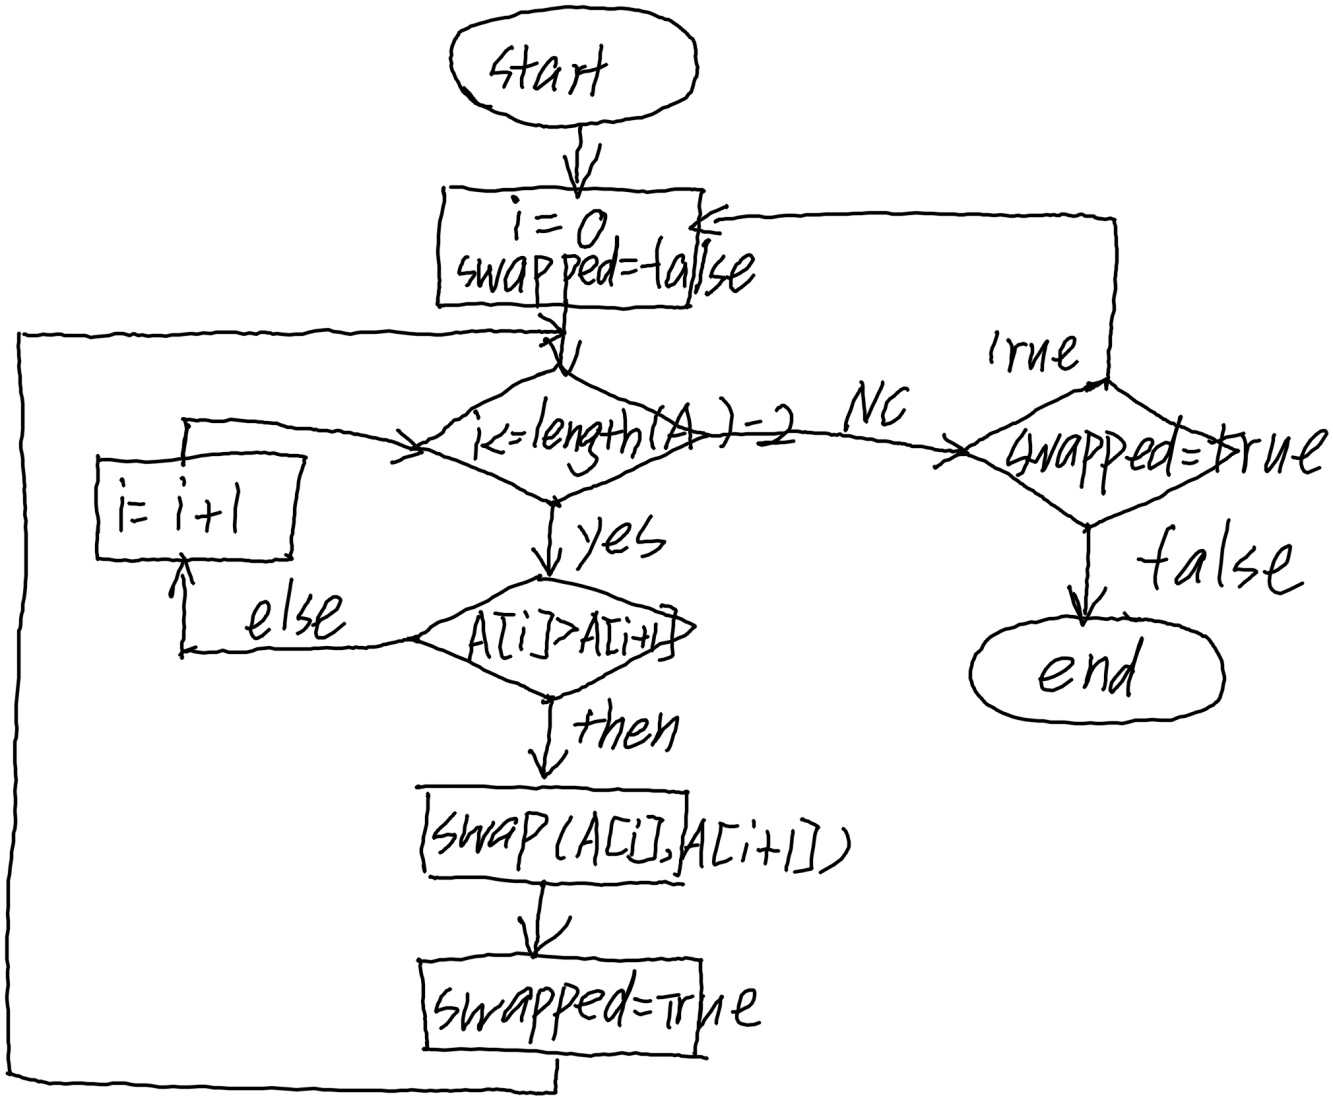 start
i=0
swapped=false
i<=length(A)-2
No
True
swapped=true
i=i+1
yes
false
else
A[i]>A[i+1]
end
then
swap(A[i],A[i+1])
swapped=True